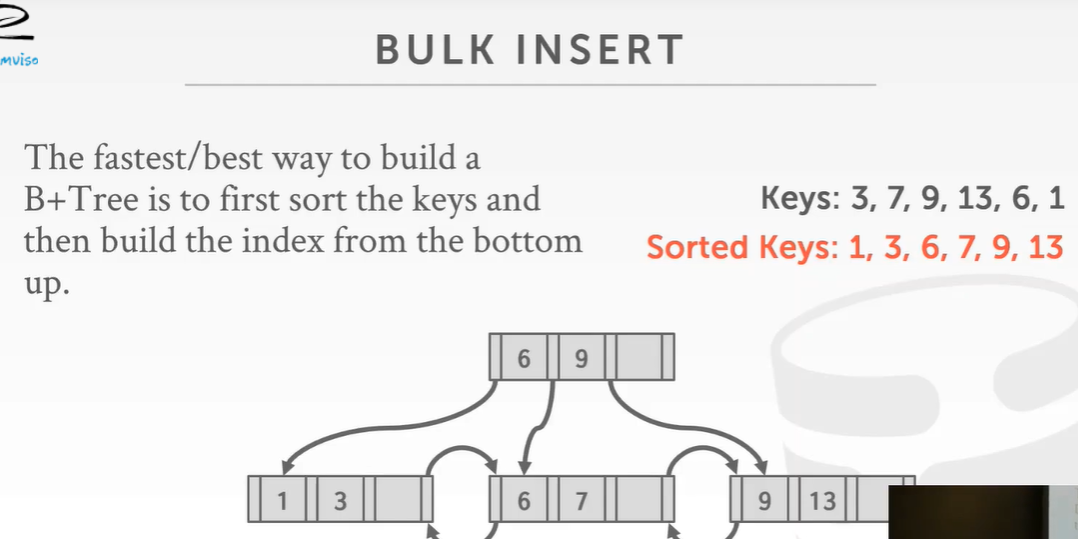 mviso
BULK INSERT
The fastest/best way to build a
B+Tree is to first sort the keys and
then build the index from the bottom
up.
Keys: 3, 7, 9, 13, 6, 1
Sorted Keys: 1, 3, 6, 7, 9, 13
6 9
1 3 6 7 9 13